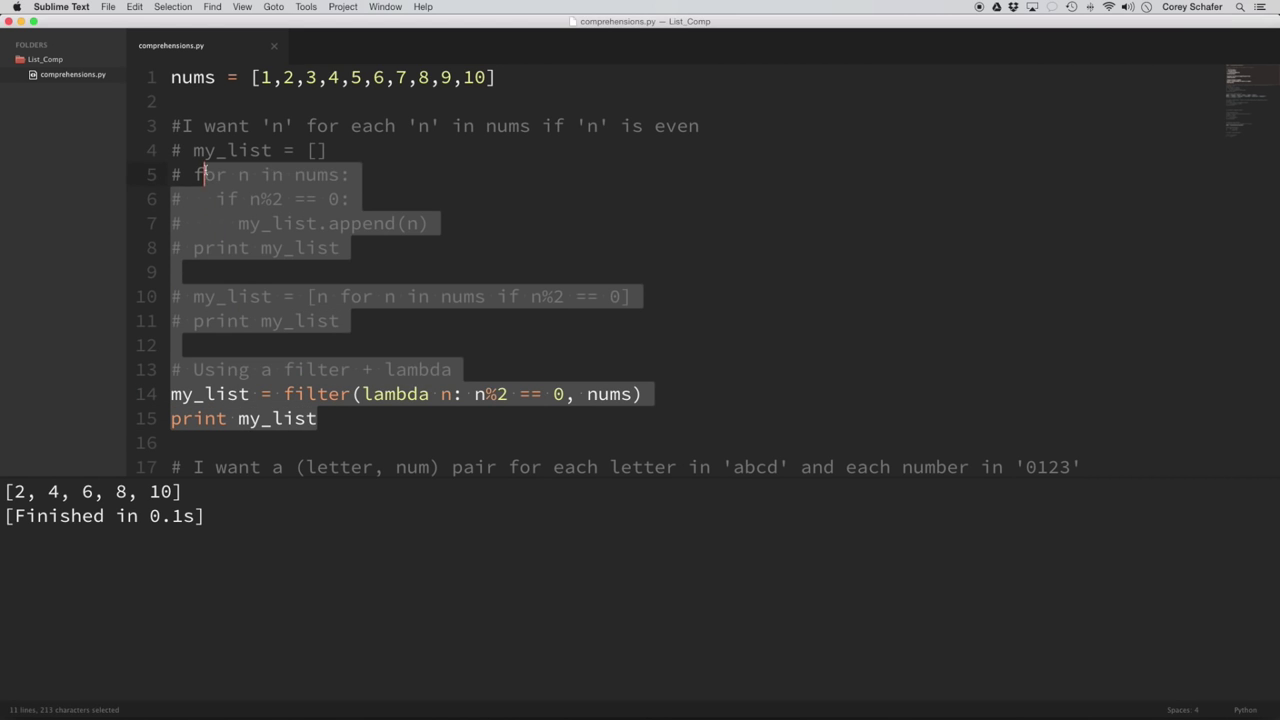 Sublime Text File Edit Selection Find View Goto Tools Project Window Help Corey Schafer
comprehensions.py — List_Comp
FOLDERS
List_Comp
comprehensions.py
comprehensions.py
1 nums = [1,2,3,4,5,6,7,8,9,10]
2
3 #I want 'n' for each 'n' in nums if 'n' is even
4 # my_list = []
5 # for n in nums:
6 #   if n%2 == 0:
7 #     my_list.append(n)
8 # print my_list
9
10 # my_list = [n for n in nums if n%2 == 0]
11 # print my_list
12
13 # Using a filter + lambda
14 my_list = filter(lambda n: n%2 == 0, nums)
15 print my_list
16
17 # I want a (letter, num) pair for each letter in 'abcd' and each number in '0123'
[2, 4, 6, 8, 10]
[Finished in 0.1s]
11 lines, 213 characters selected Spaces: 4 Python